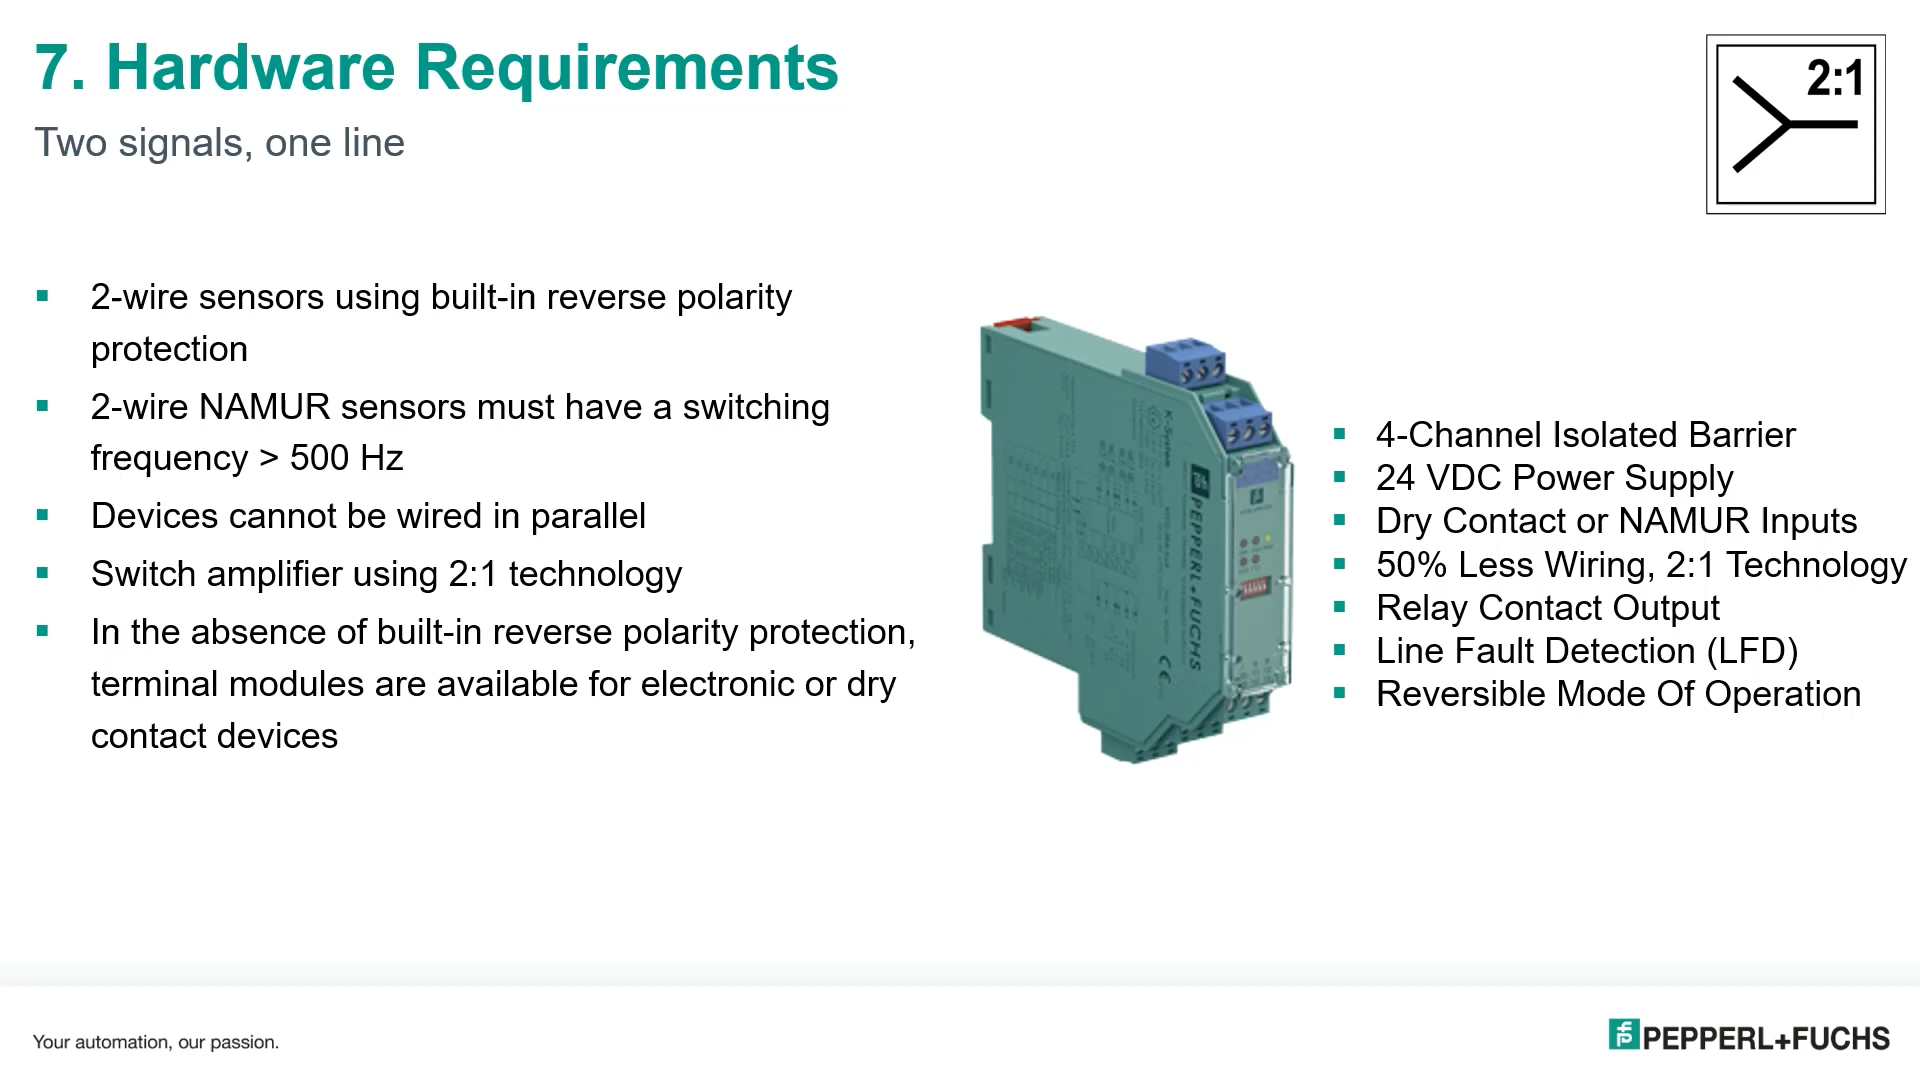 7. Hardware Requirements
Two signals, one line
2:1
2-wire sensors using built-in reverse polarity
protection
2-wire NAMUR sensors must have a switching
frequency > 500 Hz
Devices cannot be wired in parallel
Switch amplifier using 2:1 technology
In the absence of built-in reverse polarity protection,
terminal modules are available for electronic or dry
contact devices
K-System
PEPPERL+FUCHS
CE
4-Channel Isolated Barrier
24 VDC Power Supply
Dry Contact or NAMUR Inputs
50% Less Wiring, 2:1 Technology
Relay Contact Output
Line Fault Detection (LFD)
Reversible Mode Of Operation
Your automation, our passion.
PEPPERL+FUCHS